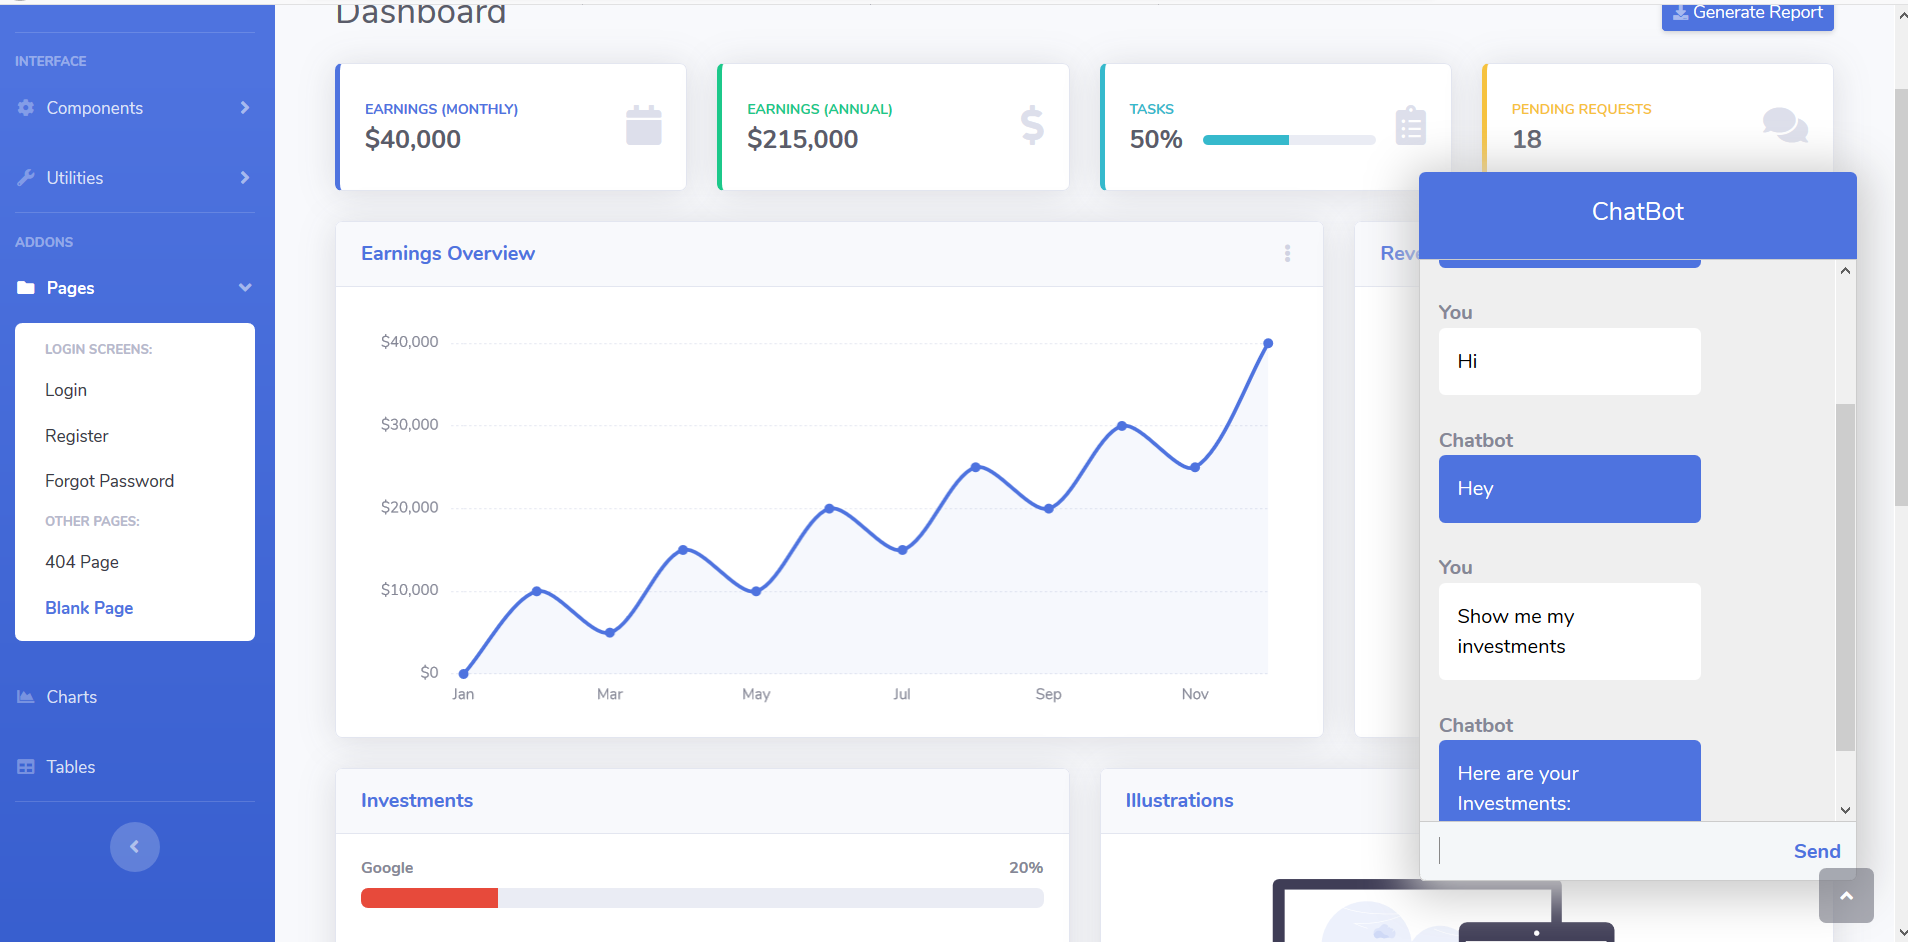 Dashboard
Generate Report
INTERFACE
Components
Utilities
ADDONS
Pages
LOGIN SCREENS:
Login
Register
Forgot Password
OTHER PAGES:
404 Page
Blank Page
Charts
Tables
EARNINGS (MONTHLY)
$40,000
EARNINGS (ANNUAL)
$215,000
TASKS
50%
PENDING REQUESTS
18
Earnings Overview
$40,000
$30,000
$20,000
$10,000
$0
Jan Mar May Jul Sep Nov
Investments
Google 20%
Illustrations
ChatBot
You
Hi
Chatbot
Hey
You
Show me my
investments
Chatbot
Here are your
Investments:
Send